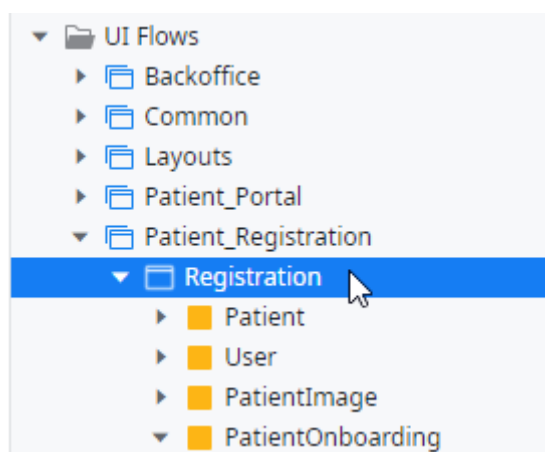 UI Flows
Backoffice
Common
Layouts
Patient_Portal
Patient_Registration
Registration
Patient
User
PatientImage
PatientOnboarding